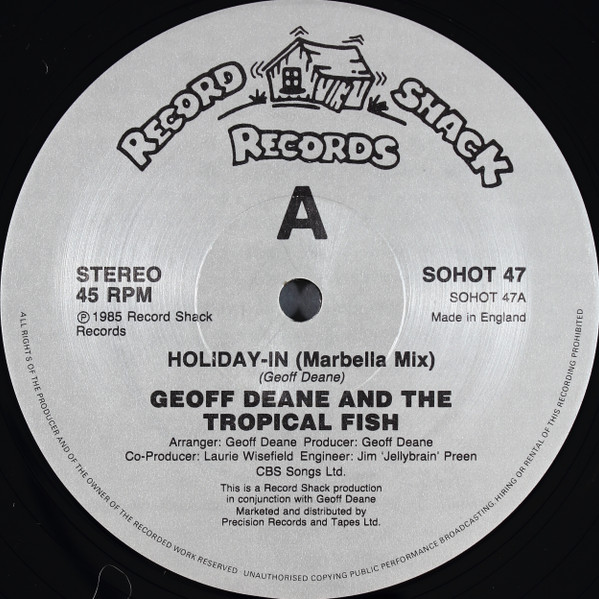 RECORD SHACK
RECORDS
A
STEREO
45 RPM
℗ 1985 Record Shack
Records
SOHOT 47
SOHOT 47A
Made in England
HOLIDAY-IN (Marbella Mix)
(Geoff Deane)
GEOFF DEANE AND THE
TROPICAL FISH
Arranger: Geoff Deane Producer: Geoff Deane
Co-Producer: Laurie Wisefield Engineer: Jim 'Jellybrain' Preen
CBS Songs Ltd.
This is a Record Shack production
in conjunction with Geoff Deane
Marketed and distributed by
Precision Records and Tapes Ltd.
ALL RIGHTS OF THE PRODUCER AND OF THE OWNER OF THE RECORDED WORK RESERVED UNAUTHORISED COPYING PUBLIC PERFORMANCE BROADCASTING HIRING OR RENTAL OF THIS RECORDING PROHIBITED